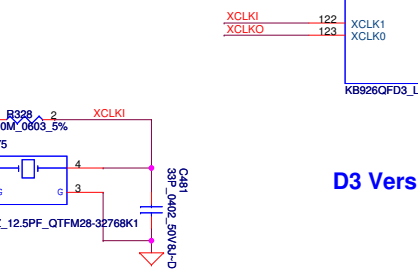 XCLKI
XCLKO
122
123
XCLK1
XCLK0
KB926QFD3_L
R328
2
XCLKI
0M_0603_5%
4
3
G
G
C481
33P_0402_50V8J~D
_12.5PF_QTFM28-32768K1
D3 Vers